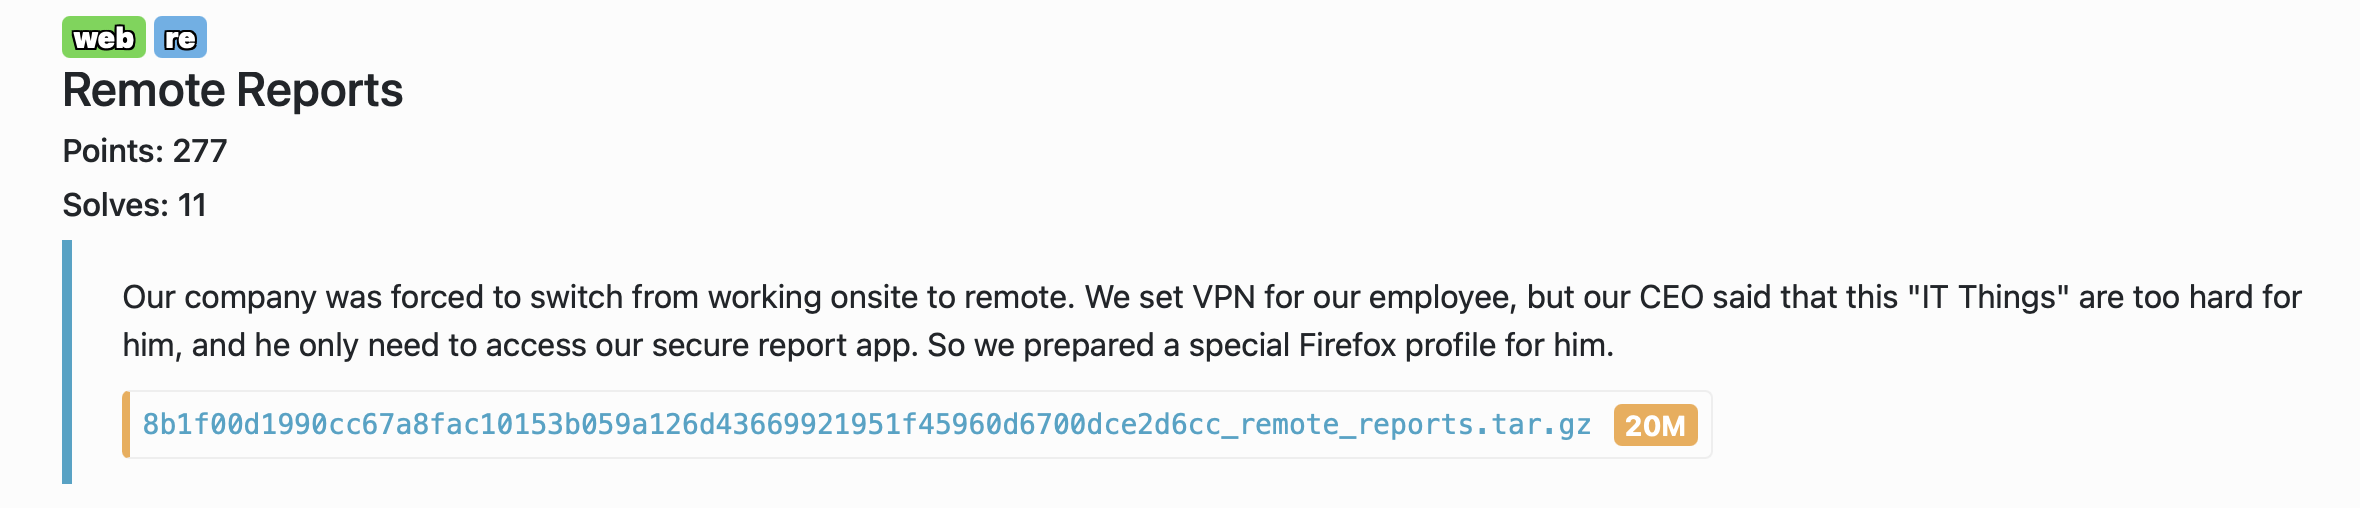 web re
Remote Reports
Points: 277
Solves: 11
Our company was forced to switch from working onsite to remote. We set VPN for our employee, but our CEO said that this "IT Things" are too hard for
him, and he only need to access our secure report app. So we prepared a special Firefox profile for him.
8b1f00d1990cc67a8fac10153b059a126d43669921951f45960d6700dce2d6cc_remote_reports.tar.gz 20M